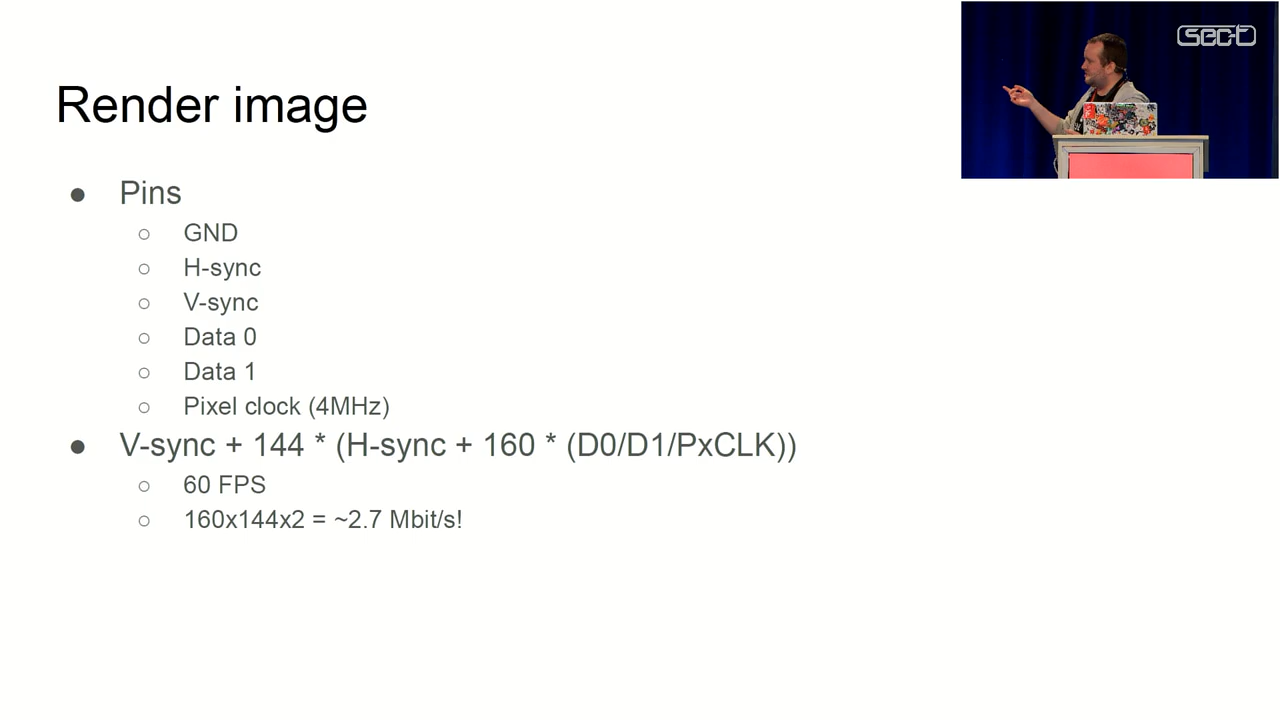 sec-t
Render image
● Pins
○ GND
○ H-sync
○ V-sync
○ Data 0
○ Data 1
○ Pixel clock (4MHz)
● V-sync + 144 * (H-sync + 160 * (D0/D1/PxCLK))
○ 60 FPS
○ 160x144x2 = ~2.7 Mbit/s!